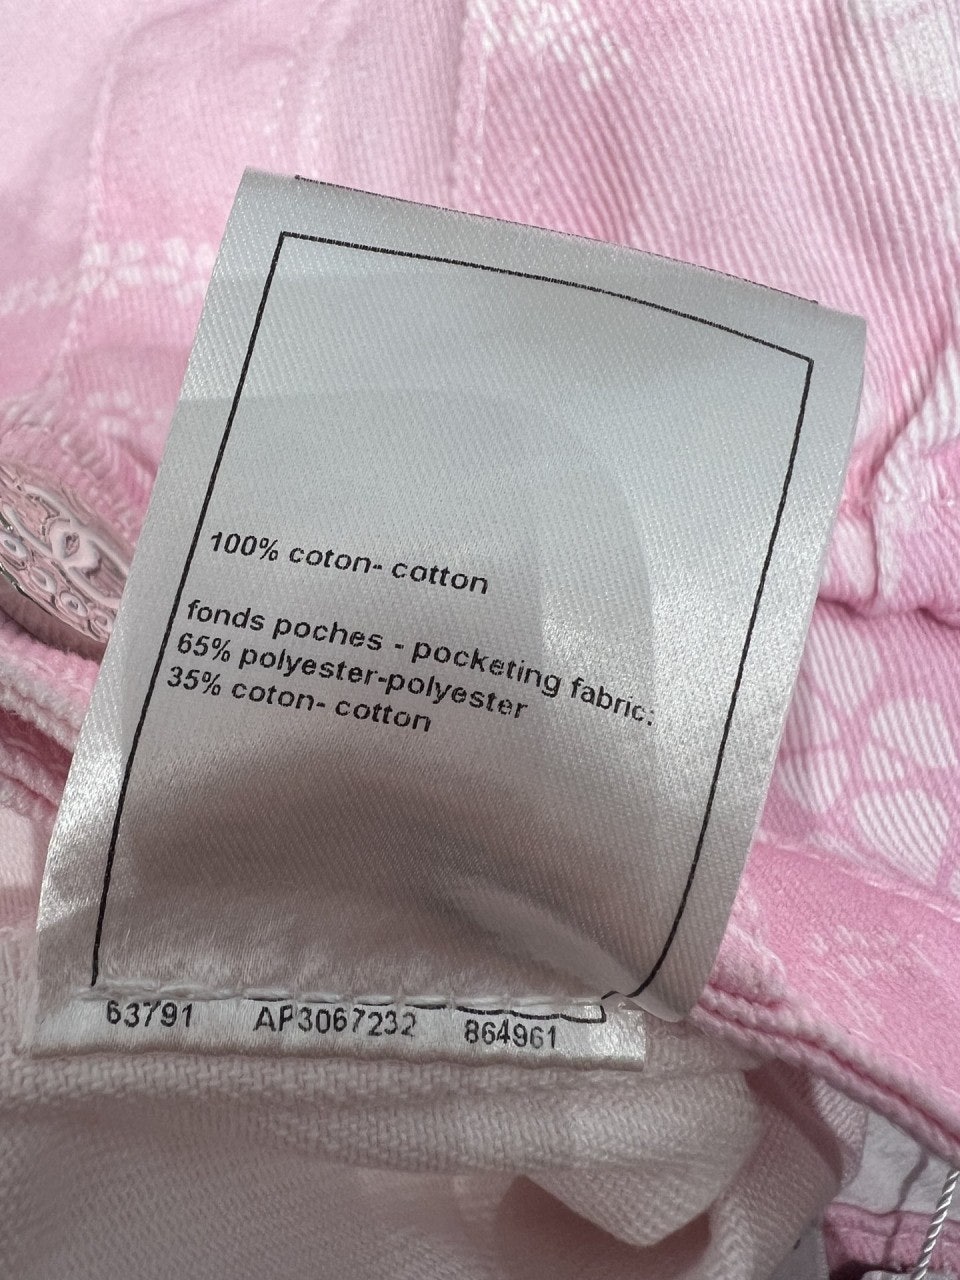 100% coton- cotton
fonds poches - pocketing fabric:
65% polyester-polyester
35% coton- cotton
63791 AP3067232 864961